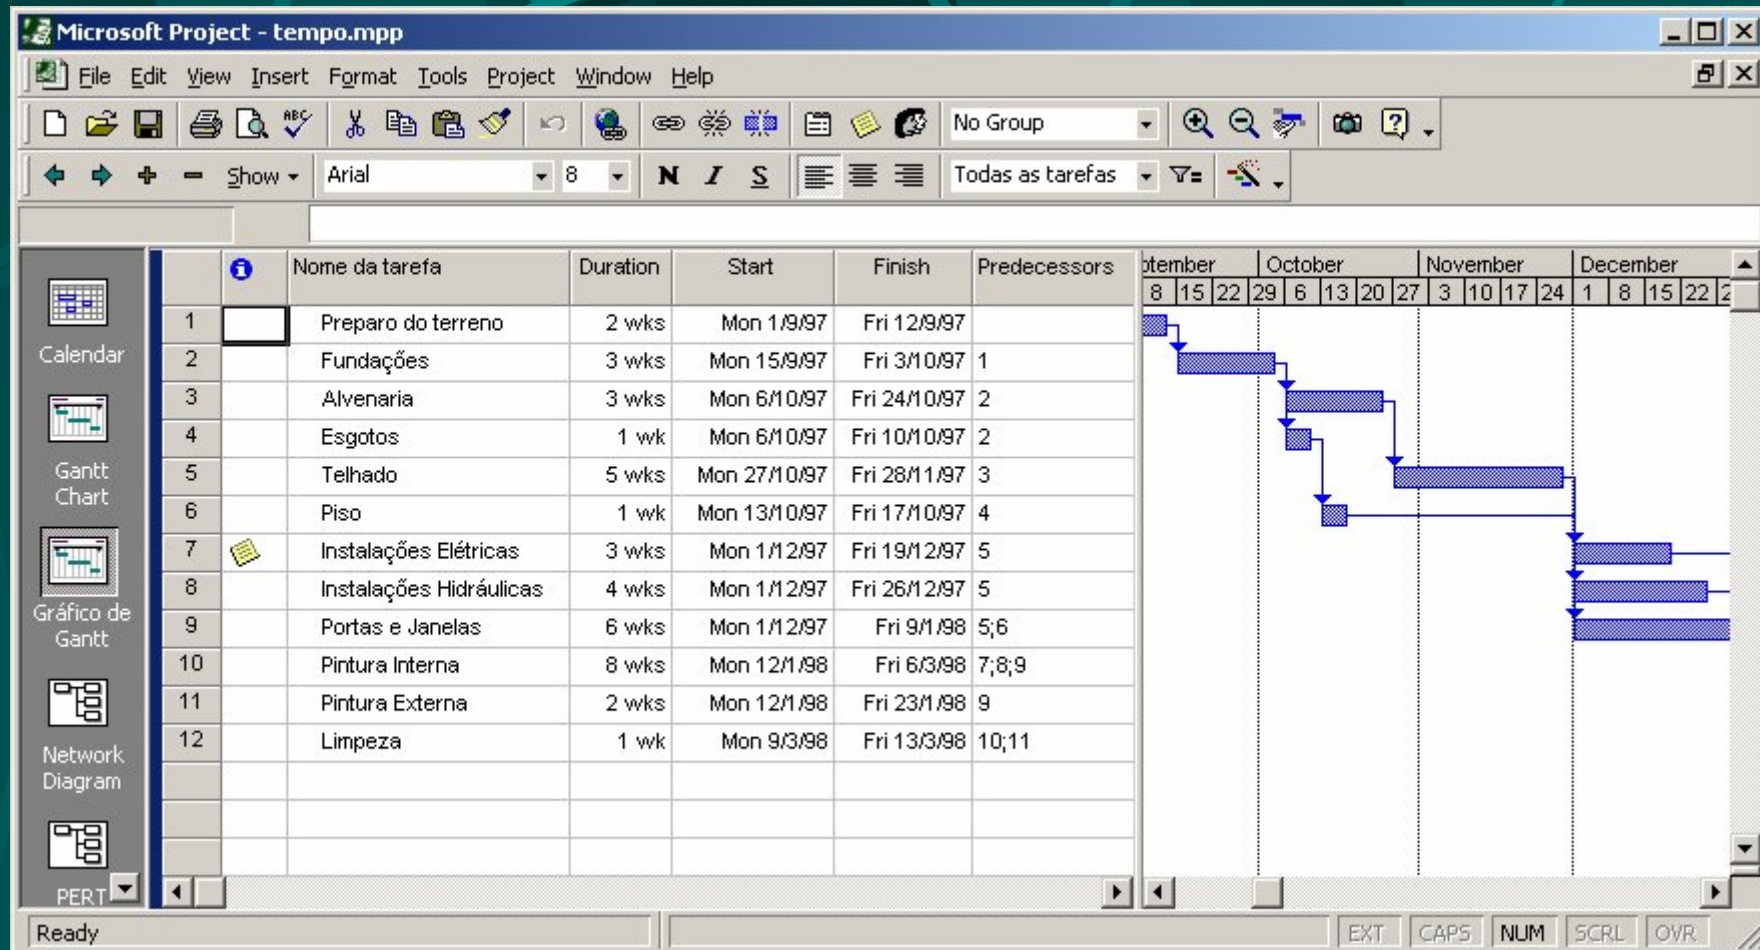 Microsoft Project - tempo.mpp
File Edit View Insert Format Tools Project Window Help
ABC No Group
Show Arial 8 N I S Todas as tarefas
Nome da tarefa Duration Start Finish Predecessors
ptember October November December
8 15 22 29 6 13 20 27 3 10 17 24 1 8 15 22 2
1 Preparo do terreno 2 wks Mon 1/9/97 Fri 12/9/97
2 Fundações 3 wks Mon 15/9/97 Fri 3/10/97 1
3 Alvenaria 3 wks Mon 6/10/97 Fri 24/10/97 2
4 Esgotos 1 wk Mon 6/10/97 Fri 10/10/97 2
5 Telhado 5 wks Mon 27/10/97 Fri 28/11/97 3
6 Piso 1 wk Mon 13/10/97 Fri 17/10/97 4
7 Instalações Elétricas 3 wks Mon 1/12/97 Fri 19/12/97 5
8 Instalações Hidráulicas 4 wks Mon 1/12/97 Fri 26/12/97 5
9 Portas e Janelas 6 wks Mon 1/12/97 Fri 9/1/98 5;6
10 Pintura Interna 8 wks Mon 12/1/98 Fri 6/3/98 7;8;9
11 Pintura Externa 2 wks Mon 12/1/98 Fri 23/1/98 9
12 Limpeza 1 wk Mon 9/3/98 Fri 13/3/98 10;11
Calendar
Gantt
Chart
Gráfico de
Gantt
Network
Diagram
PERT
Ready EXT CAPS NUM SCRL OVR